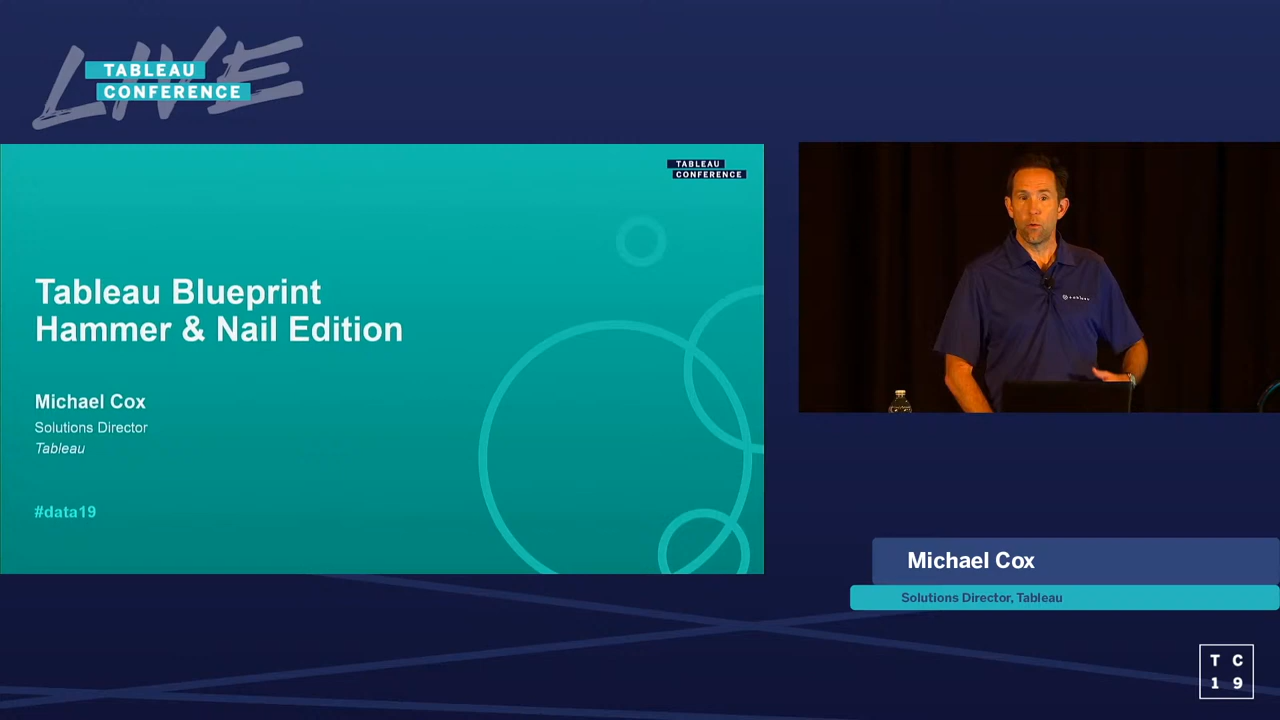 LIVE
TABLEAU
CONFERENCE
TABLEAU
CONFERENCE
Tableau Blueprint
Hammer & Nail Edition
Michael Cox
Solutions Director
Tableau
#data19
tableau
Michael Cox
Solutions Director, Tableau
T C
1 9